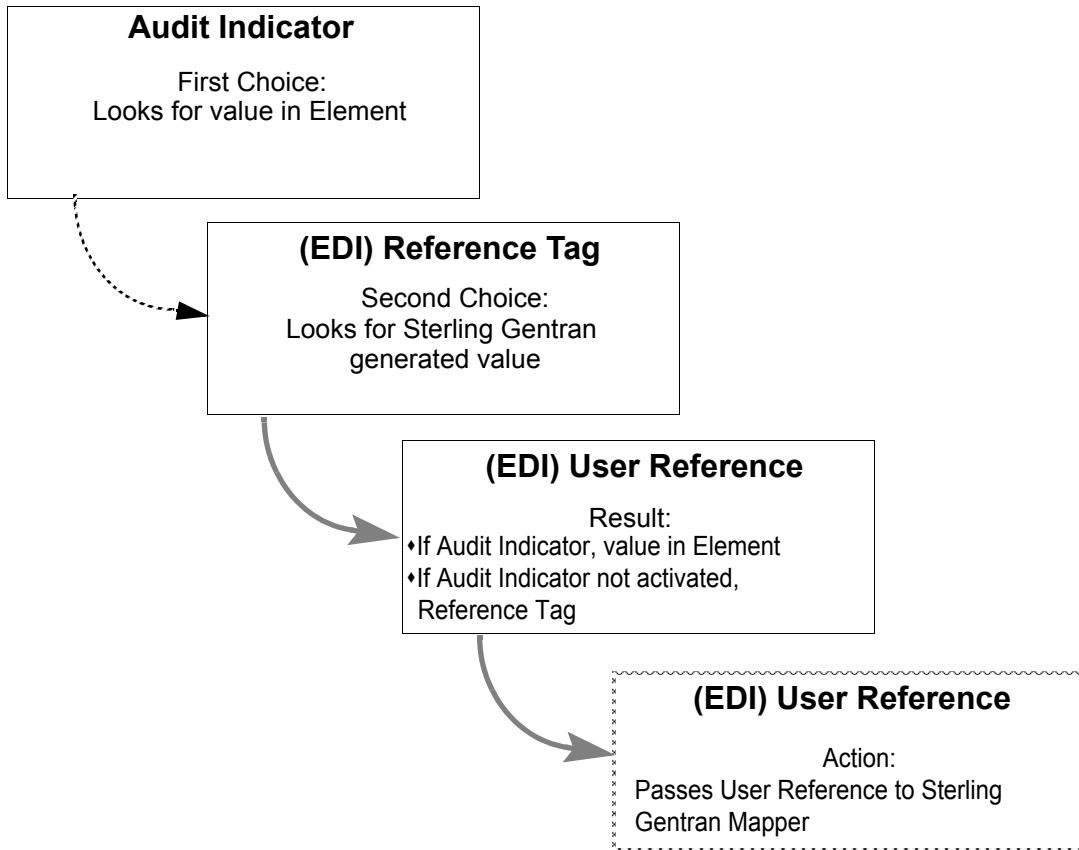 Audit Indicator
First Choice:
Looks for value in Element
(EDI) Reference Tag
Second Choice:
Looks for Sterling Gentran
generated value
(EDI) User Reference
Result:
♦If Audit Indicator, value in Element
♦If Audit Indicator not activated,
Reference Tag
(EDI) User Reference
Action:
Passes User Reference to Sterling
Gentran Mapper